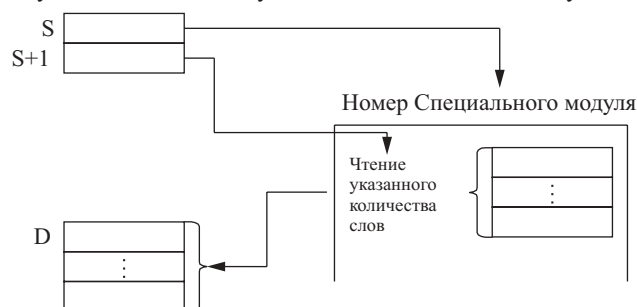 S
S+1
Номер Специального модуля
Чтение
указанного
количества
слов
D